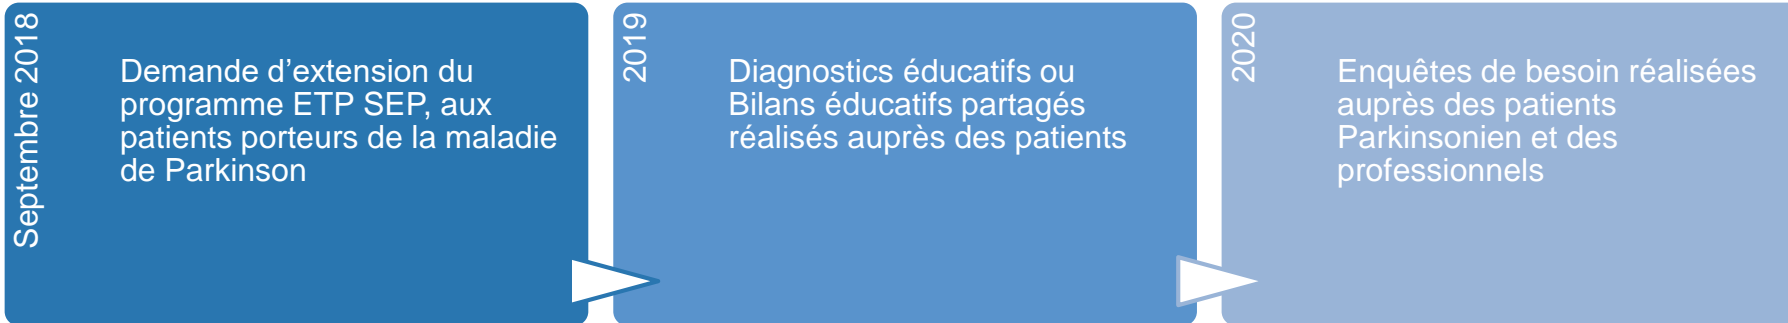 Septembre 2018
Demande d’extension du
programme ETP SEP, aux
patients porteurs de la maladie
de Parkinson
2019
Diagnostics éducatifs ou
Bilans éducatifs partagés
réalisés auprès des patients
2020
Enquêtes de besoin réalisées
auprès des patients
Parkinsonien et des
professionnels